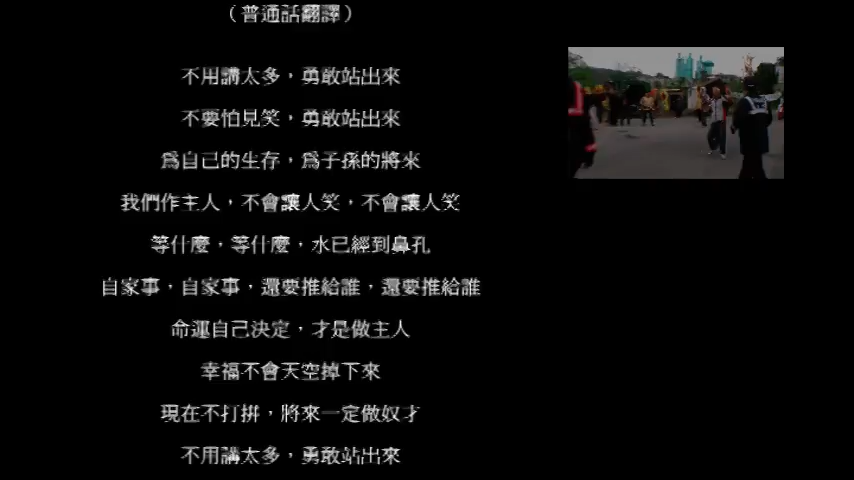 （普通話翻譯）
不用講太多，勇敢站出來
不要怕見笑，勇敢站出來
爲自己的生存，爲子孫的將來
我們作主人，不會讓人笑，不會讓人笑
等什麼，等什麼，水已經到鼻孔
自家事，自家事，還要推給誰，還要推給誰
命運自己決定，才是做主人
幸福不會天空掉下來
現在不打拚，將來一定做奴才
不用講太多，勇敢站出來